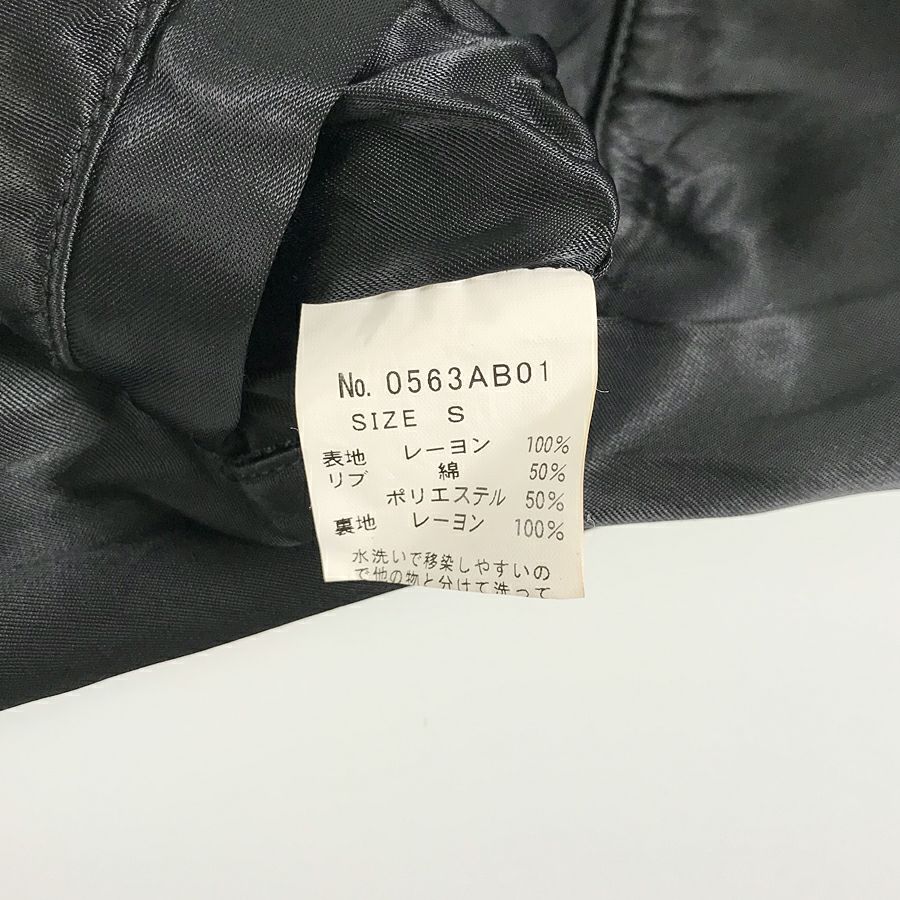 No. 0563AB01
SIZE S
表地 レーヨン 100%
リブ 綿 50%
ポリエステル 50%
裏地 レーヨン 100%
水洗いで移染しやすいの
で他の物と分けて洗って